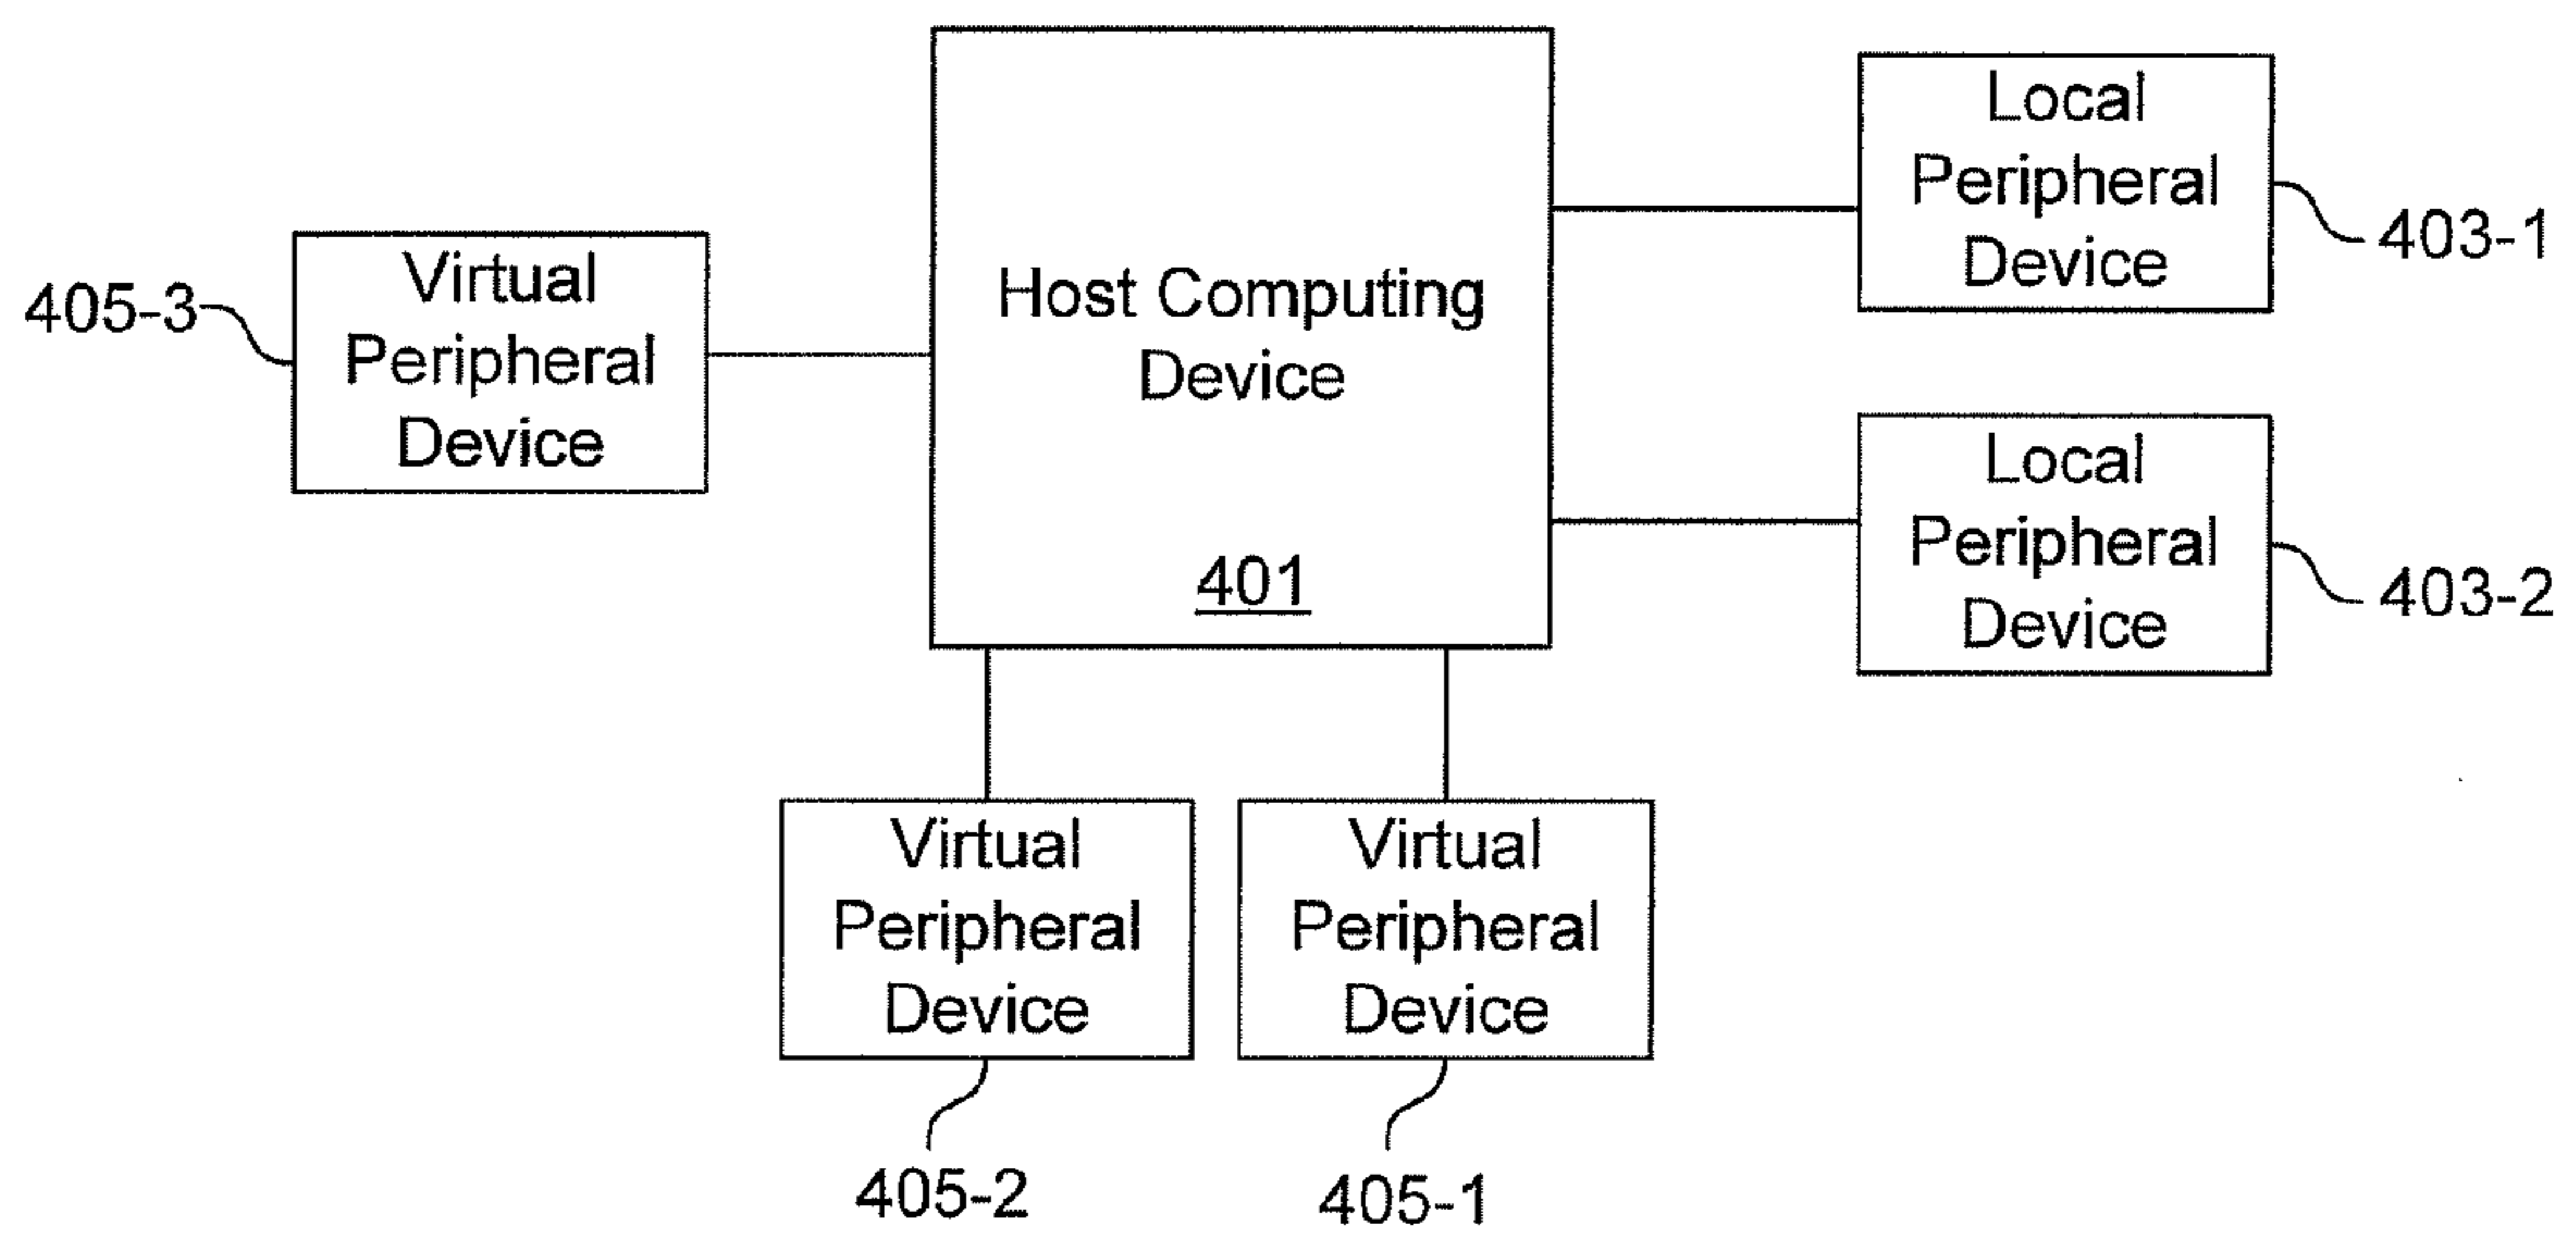 Host Computing
Device
401
Local
Peripheral
Device
403-1
Local
Peripheral
Device
403-2
Virtual
Peripheral
Device
405-3
Virtual
Peripheral
Device
405-2
Virtual
Peripheral
Device
405-1